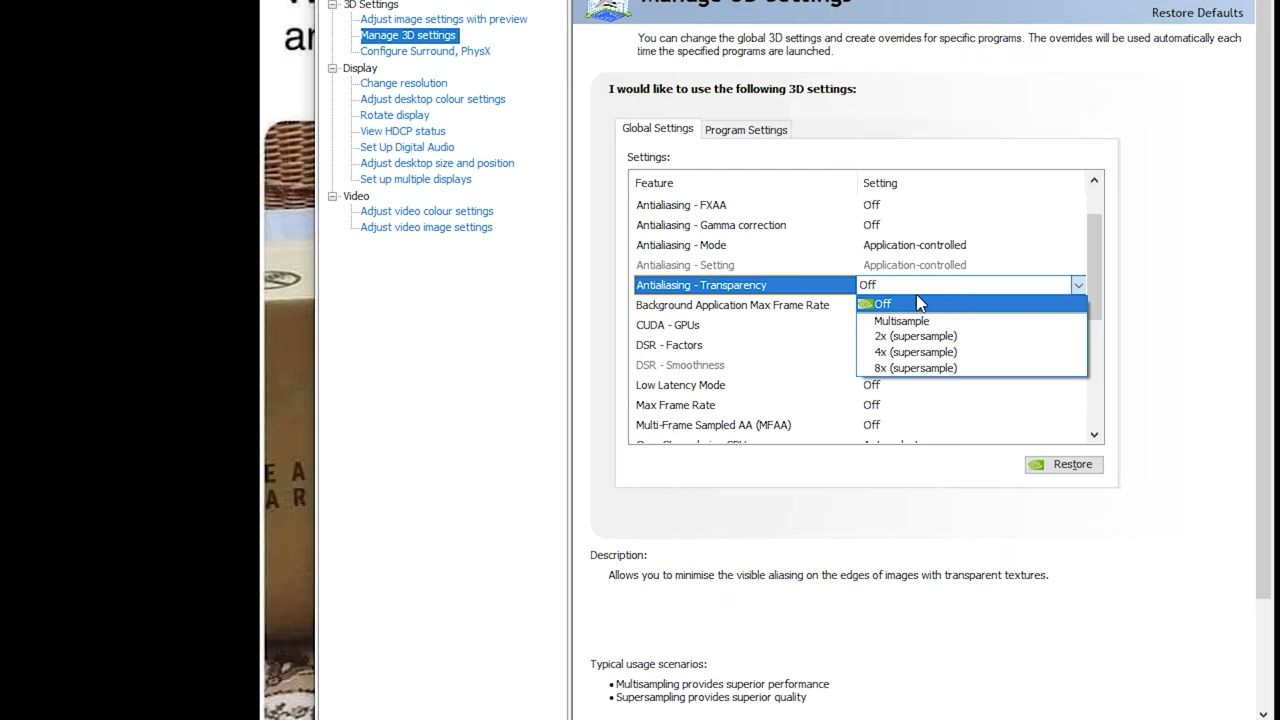 3D Settings
Adjust image settings with preview
Manage 3D settings
Configure Surround, PhysX
Display
Change resolution
Adjust desktop colour settings
Rotate display
View HDCP status
Set Up Digital Audio
Adjust desktop size and position
Set up multiple displays
Video
Adjust video colour settings
Adjust video image settings
Manage 3D Settings
Restore Defaults
You can change the global 3D settings and create overrides for specific programs. The overrides will be used automatically each
time the specified programs are launched.
I would like to use the following 3D settings:
Global Settings
Program Settings
Settings:
Feature Setting
Antialiasing - FXAA Off
Antialiasing - Gamma correction Off
Antialiasing - Mode Application-controlled
Antialiasing - Setting Application-controlled
Antialiasing - Transparency Off
Background Application Max Frame Rate Off
CUDA - GPUs Multisample
DSR - Factors 2x (supersample)
4x (supersample)
DSR - Smoothness 8x (supersample)
Low Latency Mode Off
Max Frame Rate Off
Multi-Frame Sampled AA (MFAA) Off
Restore
Description:
Allows you to minimise the visible aliasing on the edges of images with transparent textures.
Typical usage scenarios:
• Multisampling provides superior performance
• Supersampling provides superior quality
an
E A
AR